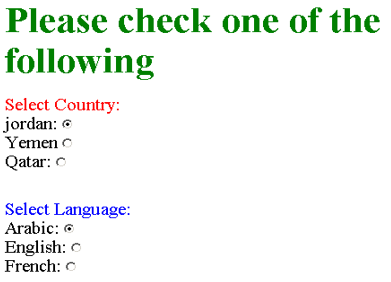 Please check one of the
following
Select Country:
jordan:
Yemen
Qatar:
Select Language:
Arabic:
English:
French: